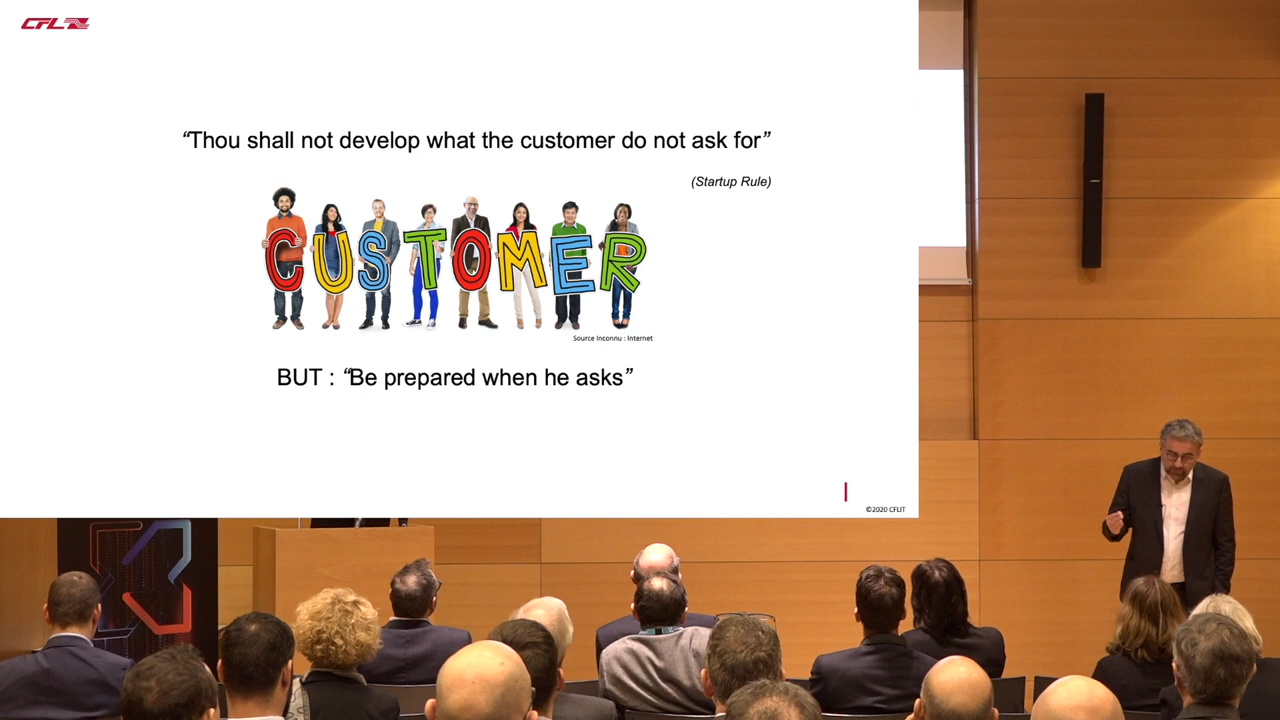 CFL
“Thou shall not develop what the customer do not ask for”
(Startup Rule)
CUSTOMER
Source Inconnu : Internet
BUT : “Be prepared when he asks”
©2020 CFLIT